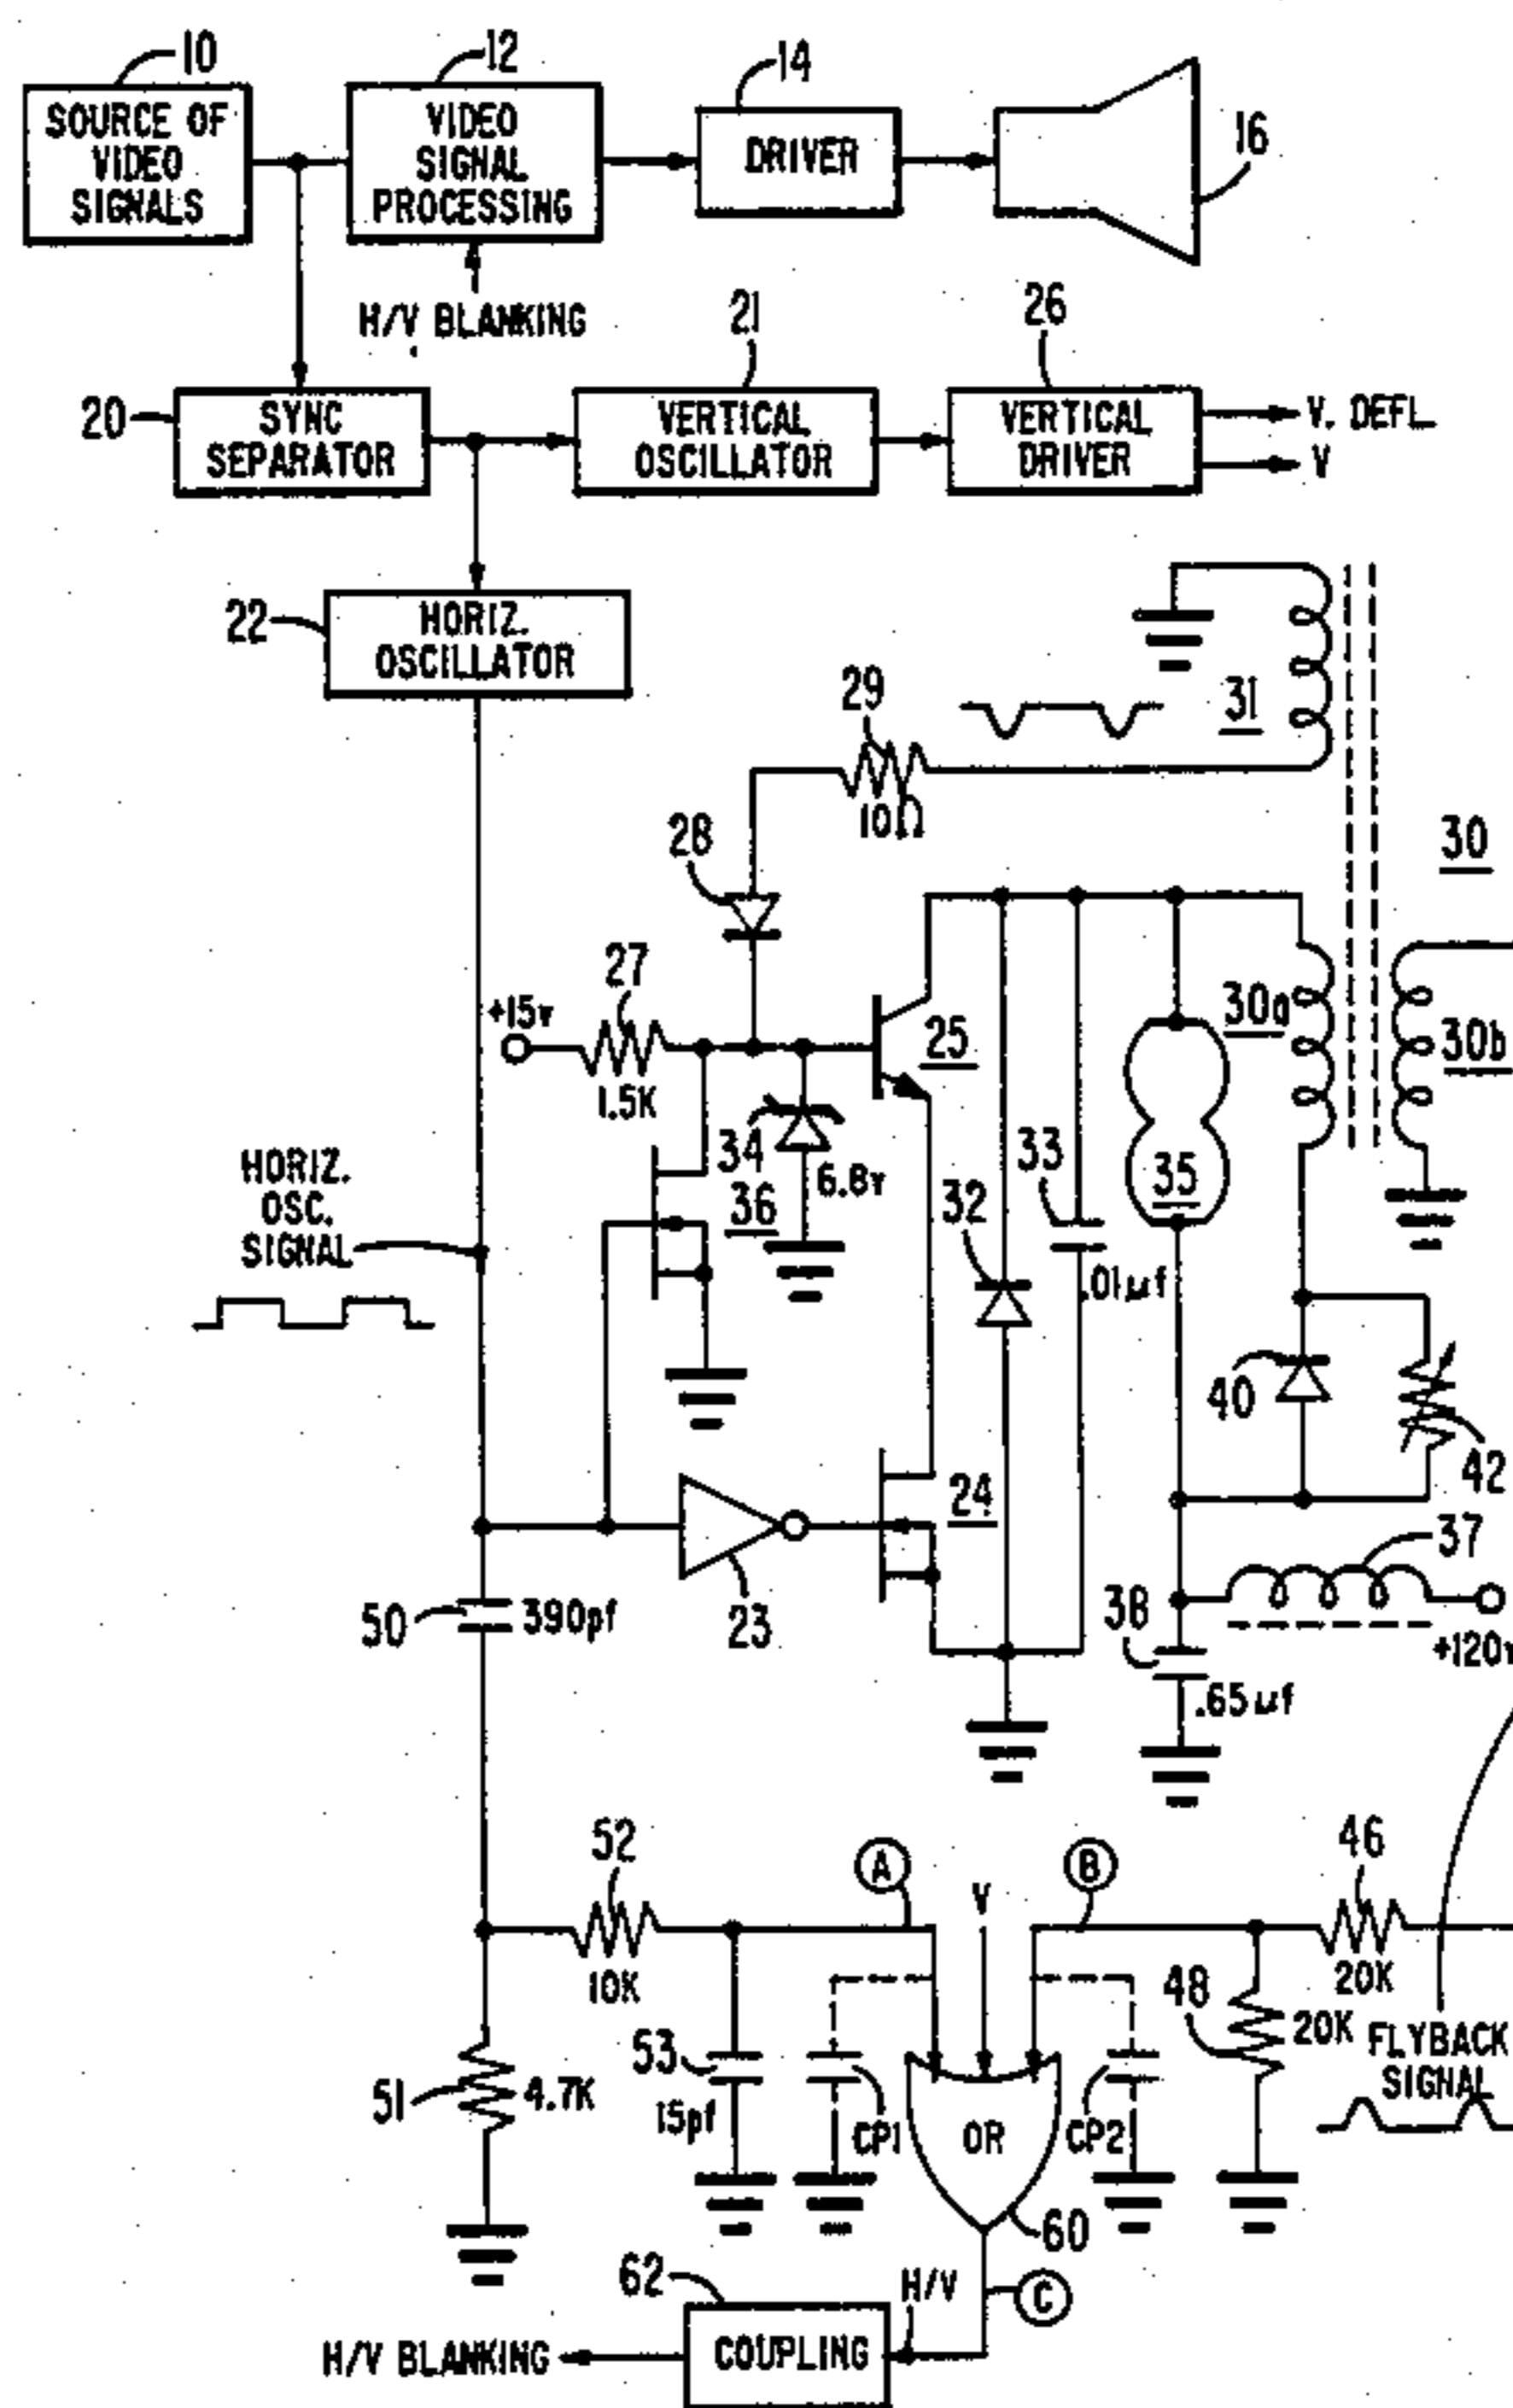 10
12
14
SOURCE OF
VIDEO
SIGNALS
VIDEO
SIGNAL
PROCESSING
DRIVER
16
H/V BLANKING
21
26
20
SYNC
SEPARATOR
VERTICAL
OSCILLATOR
VERTICAL
DRIVER
V. DEFL.
V
22
HORIZ.
OSCILLATOR
29
31
10Ω
28
30
27
+15v
25
30a
30b
1.5K
34
6.8v
33
35
HORIZ.
OSC.
SIGNAL
36
32
.01μf
40
42
24
37
50
390pf
23
38
+120v
.65μf
52
A
V
B
46
10K
20K
48
20K
FLYBACK
SIGNAL
53
51
4.7K
15pf
CP1
OR
CP2
60
62
H/V
C
H/V BLANKING
COUPLING